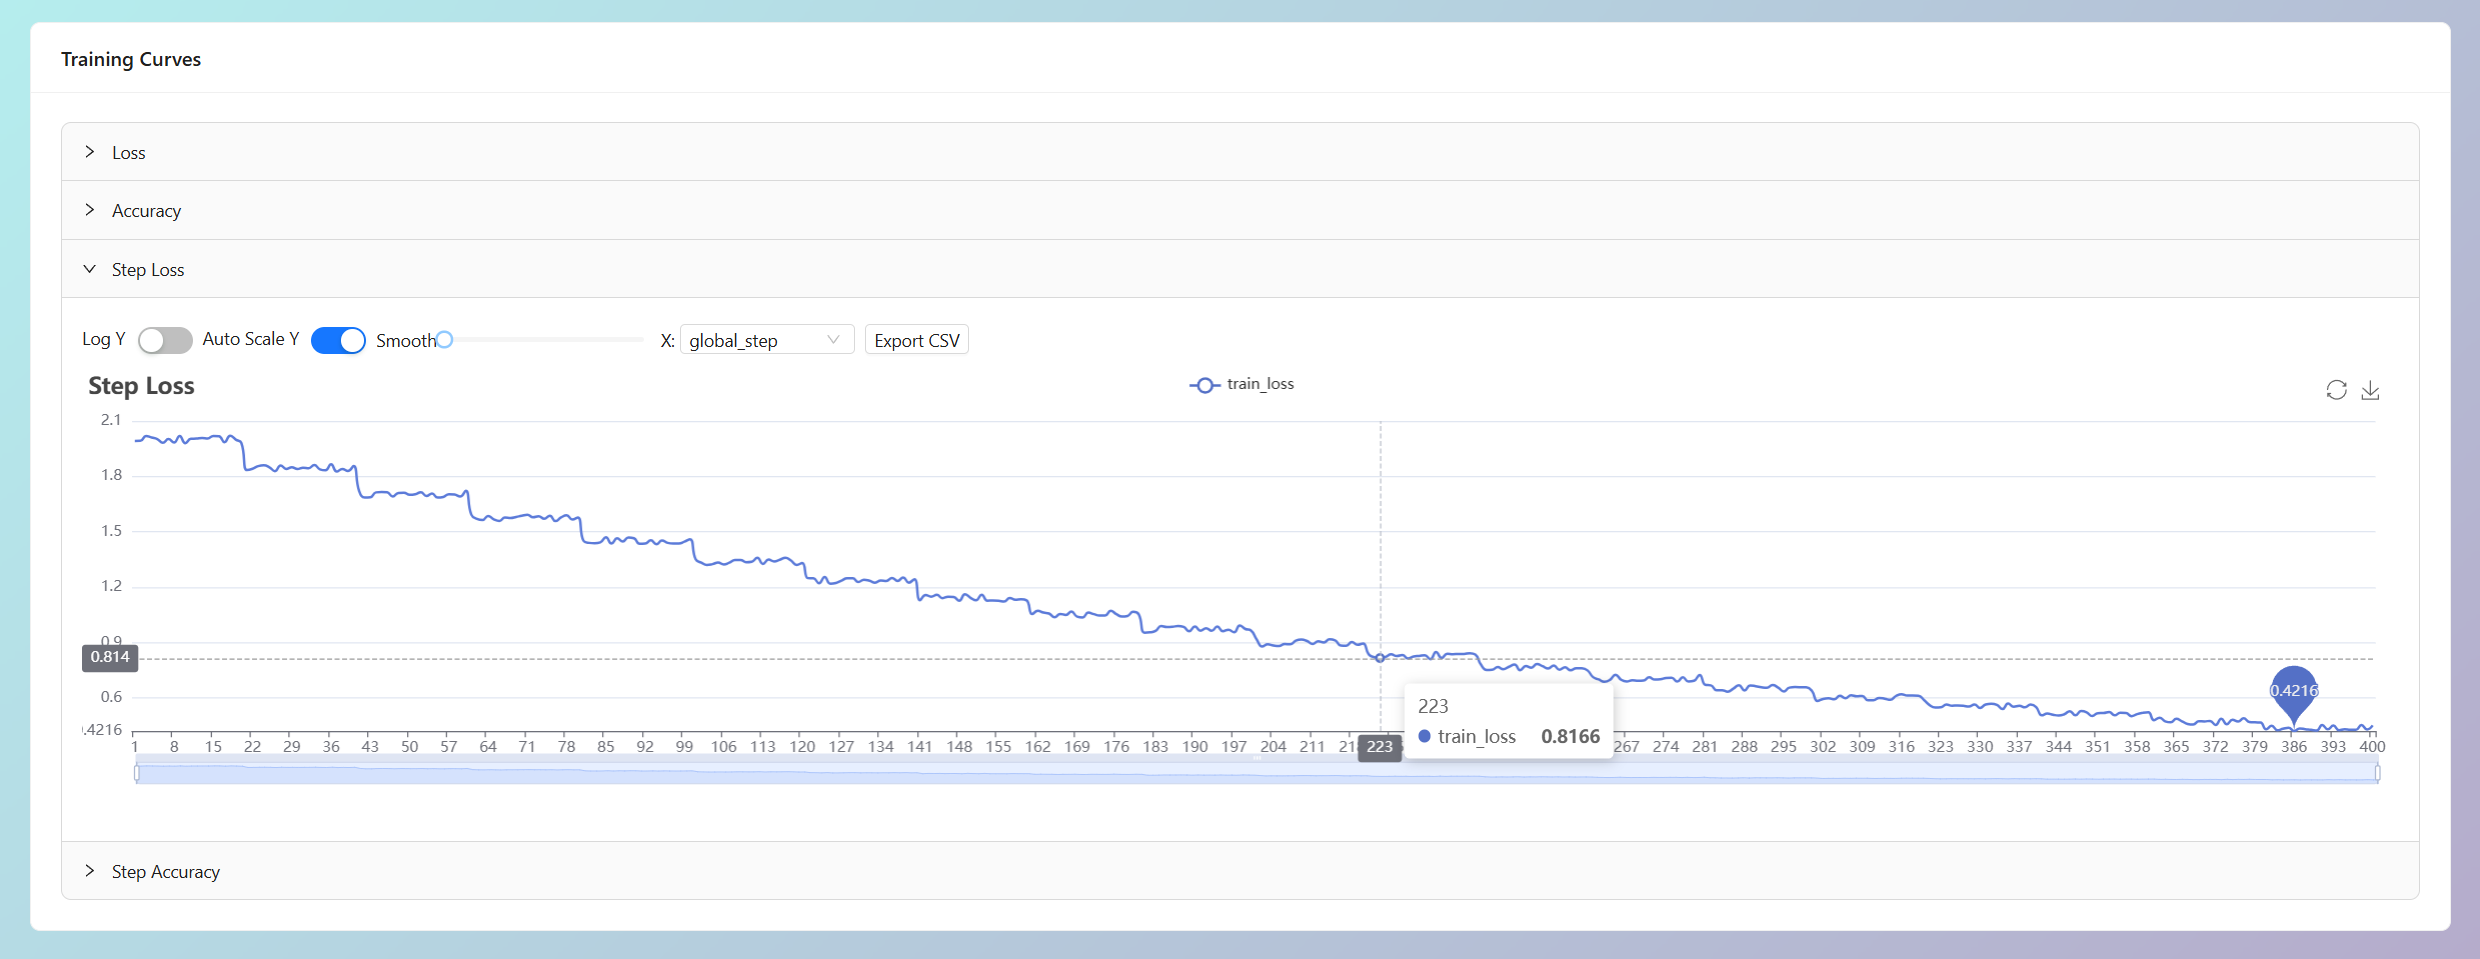 Training Curves
Loss
Accuracy
Step Loss
Log Y Auto Scale Y Smooth X: global_step Export CSV
Step Loss
train_loss
2.1
1.8
1.5
1.2
0.9
0.814
0.6
.4216
0.4216
223
train_loss 0.8166
1 8 15 22 29 36 43 50 57 64 71 78 85 92 99 106 113 120 127 134 141 148 155 162 169 176 183 190 197 204 211 223 267 274 281 288 295 302 309 316 323 330 337 344 351 358 365 372 379 386 393 400
Step Accuracy